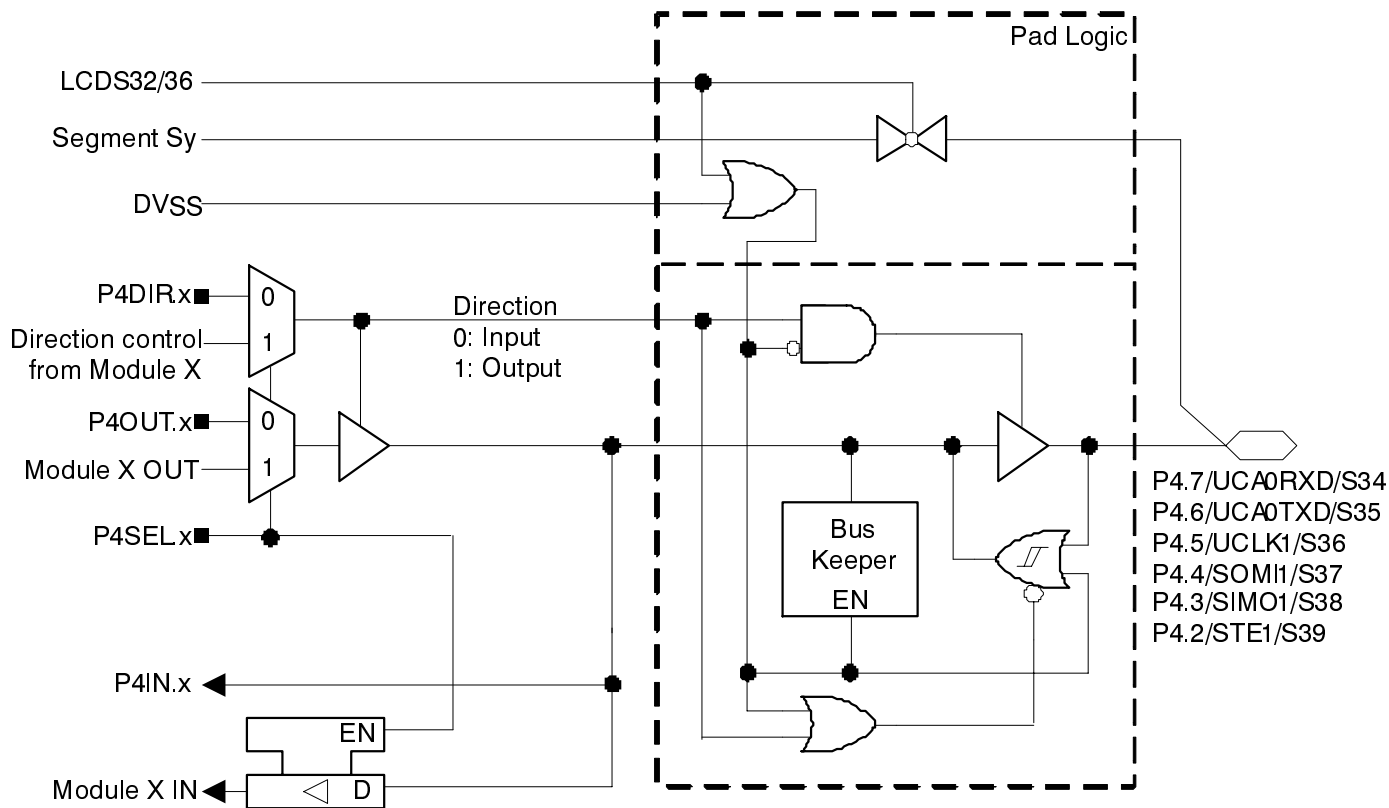 Pad Logic
LCDS32/36
Segment Sy
DVSS
P4DIR.x
0
Direction control
from Module X
1
Direction
0: Input
1: Output
P4OUT.x
0
Module X OUT
1
P4SEL.x
Bus
Keeper
EN
P4.7/UCA0RXD/S34
P4.6/UCA0TXD/S35
P4.5/UCLK1/S36
P4.4/SOMI1/S37
P4.3/SIMO1/S38
P4.2/STE1/S39
P4IN.x
EN
Module X IN
D